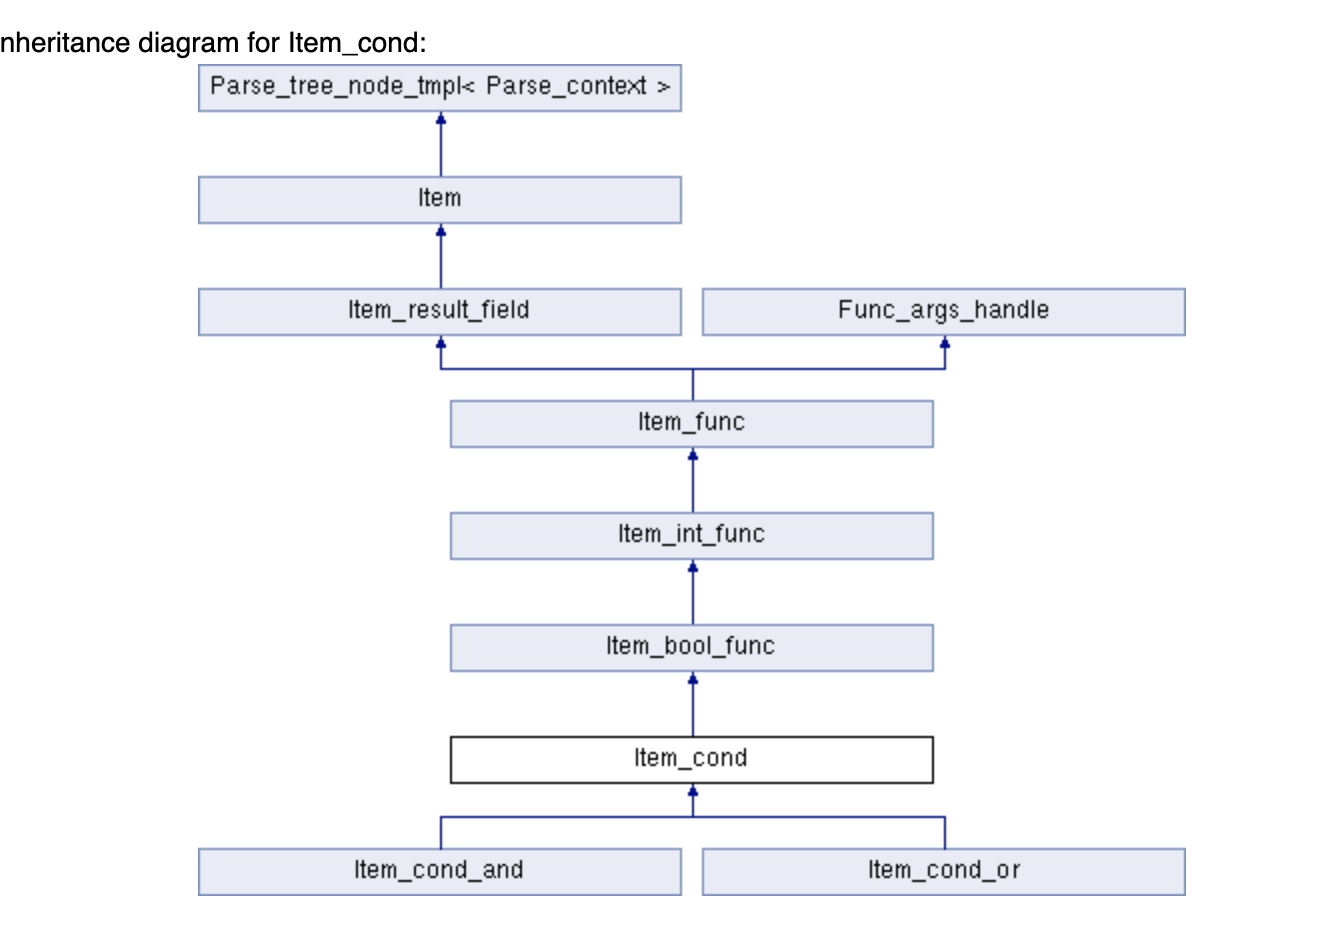 nheritance diagram for Item_cond:
Parse_tree_node_tmpl< Parse_context >
Item
Item_result_field
Func_args_handle
Item_func
Item_int_func
Item_bool_func
Item_cond
Item_cond_and
Item_cond_or